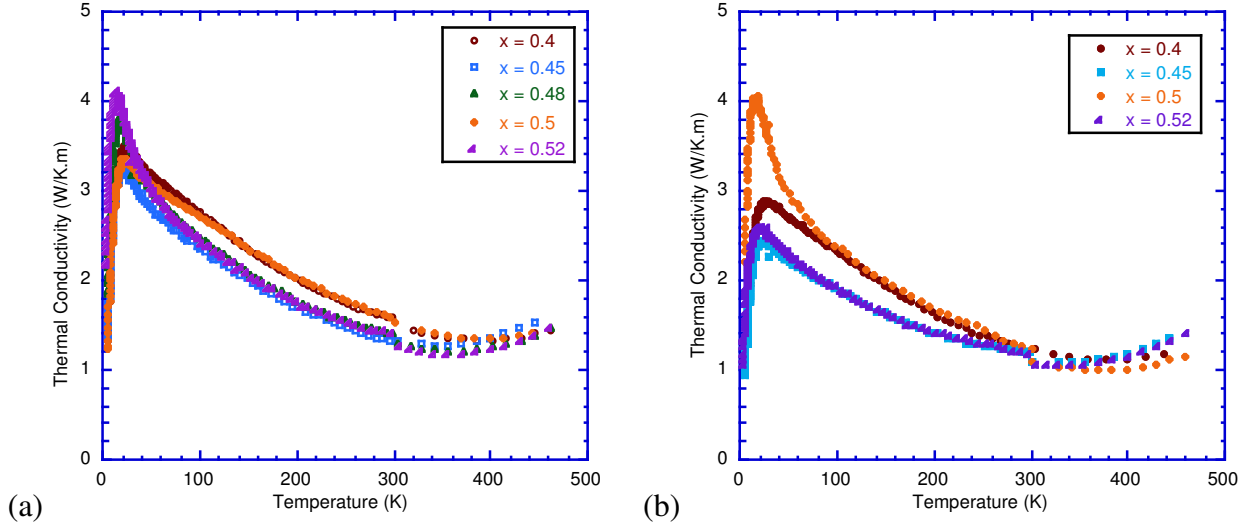 5
4
3
2
1
0
Thermal Conductivity (W/K.m)
x = 0.4
x = 0.45
x = 0.48
x = 0.5
x = 0.52
0 100 200 300 400 500
Temperature (K)
(a)
5
4
3
2
1
0
Thermal Conductivity (W/K.m)
x = 0.4
x = 0.45
x = 0.5
x = 0.52
0 100 200 300 400 500
Temperature (K)
(b)